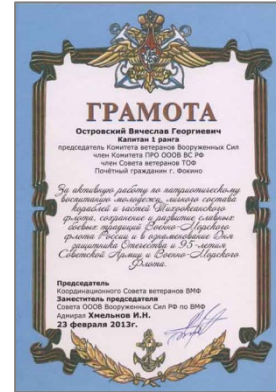 ГРАМОТА
Островский Вячеслав Георгиевич
Капитан 1 ранга
председатель Комитета ветеранов Вооруженных Сил
член Комитета ПРО ОООВ ВС РФ
член Совета ветеранов ТОФ
Почётный гражданин г. Фокино
За активную работу по патриотическому
воспитанию молодежи, личного состава
кораблей и частей Тихоокеанского
флота, сохранение и развитие славных
боевых традиций Военно-Морского
флота России и в ознаменование Дня
защитника Отечества и 95-летия
Советской Армии и Военно-Морского
Флота.
Председатель
Координационного Совета ветеранов ВМФ
Заместитель председателя
Совета ОООВ Вооруженных Сил РФ по ВМФ
Адмирал Хмельнов И.Н.
23 февраля 2013г.